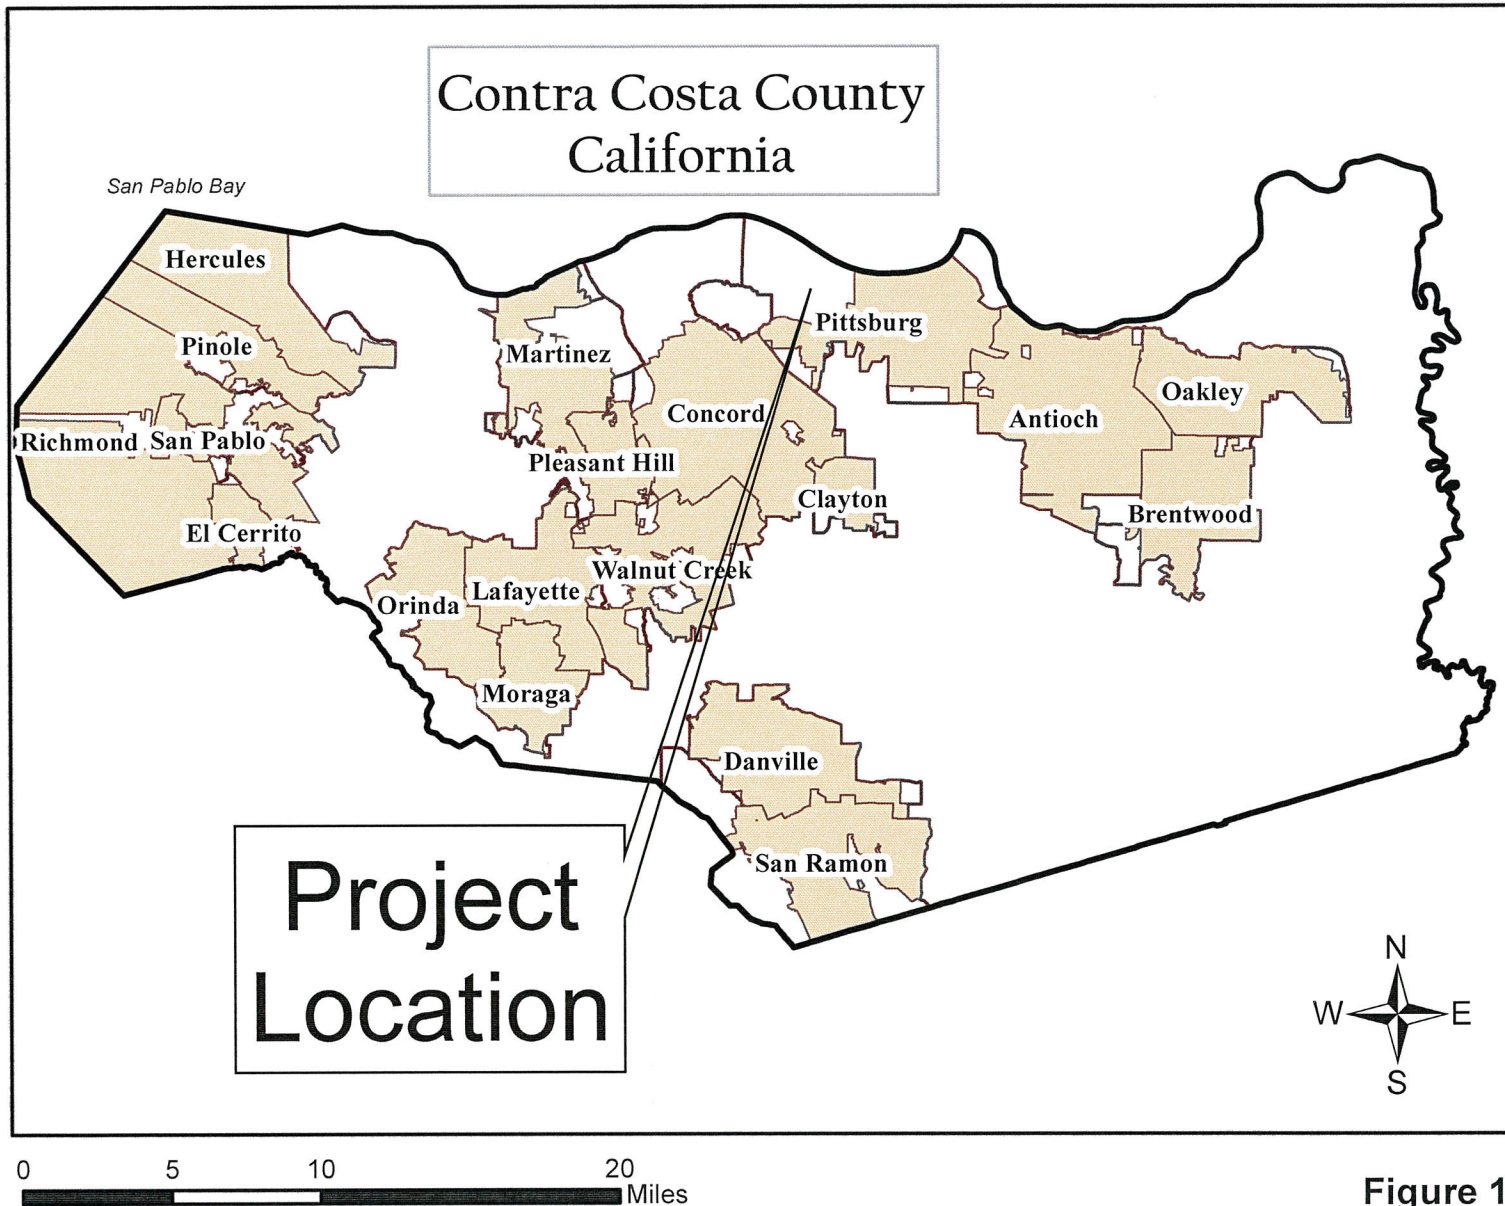 Contra Costa County
California
San Pablo Bay
Hercules
Pinole
Martinez
Pittsburg
Concord
Oakley
Antioch
Richmond
San Pablo
Pleasant Hill
Clayton
Brentwood
El Cerrito
Walnut Creek
Lafayette
Orinda
Moraga
Danville
San Ramon
Project
Location
N
W
E
S
0 5 10 20
Miles
Figure 1